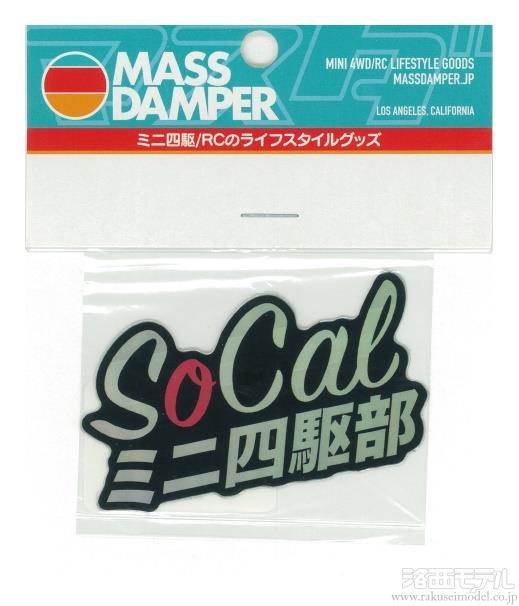 MASS
DAMPER
MINI 4WD/RC LIFESTYLE GOODS
MASSDAMPER.JP
LOS ANGELES, CALIFORNIA
ミニ四駆/RCのライフスタイルグッズ
SoCal
ミニ四駆部
洛西モデル
www.rakuseimodel.co.jp